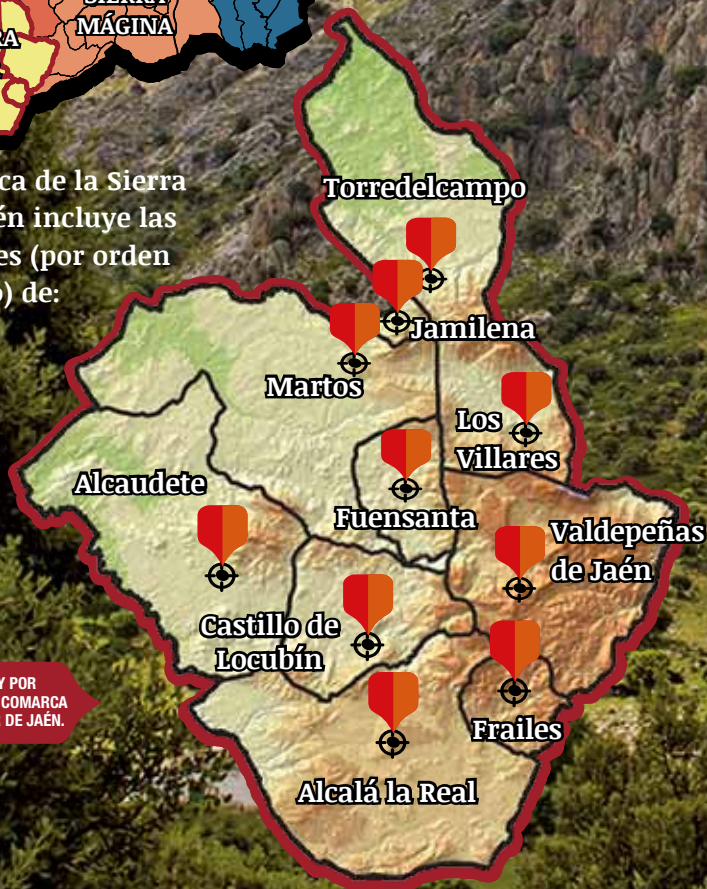 SIERRA
MÁGINA
RA
ca de la Sierra
én incluye las
es (por orden
o) de:
Torredelcampo
Jamilena
Martos
Los
Villares
Alcaudete
Fuensanta
Valdepeñas
de Jaén
Castillo de
Locubín
Y POR
COMARCA
DE JAÉN.
Frailes
Alcalá la Real